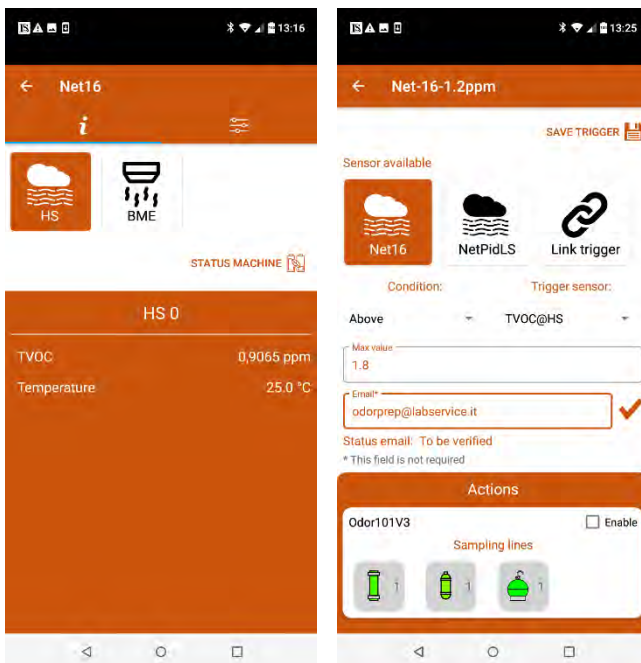 13:16
Net16
i
HS
BME
STATUS MACHINE
HS 0
TVOC 0,9065 ppm
Temperature 25.0 °C
13:25
Net-16-1.2ppm
SAVE TRIGGER
Sensor available
Net16
NetPidLS
Link trigger
Condition: Trigger sensor:
Above TVOC@HS
Max value
1.8
Email*
odorprep@labservice.it
Status email: To be verified
* This field is not required
Actions
Odor101V3 Enable
Sampling lines
1 1 1